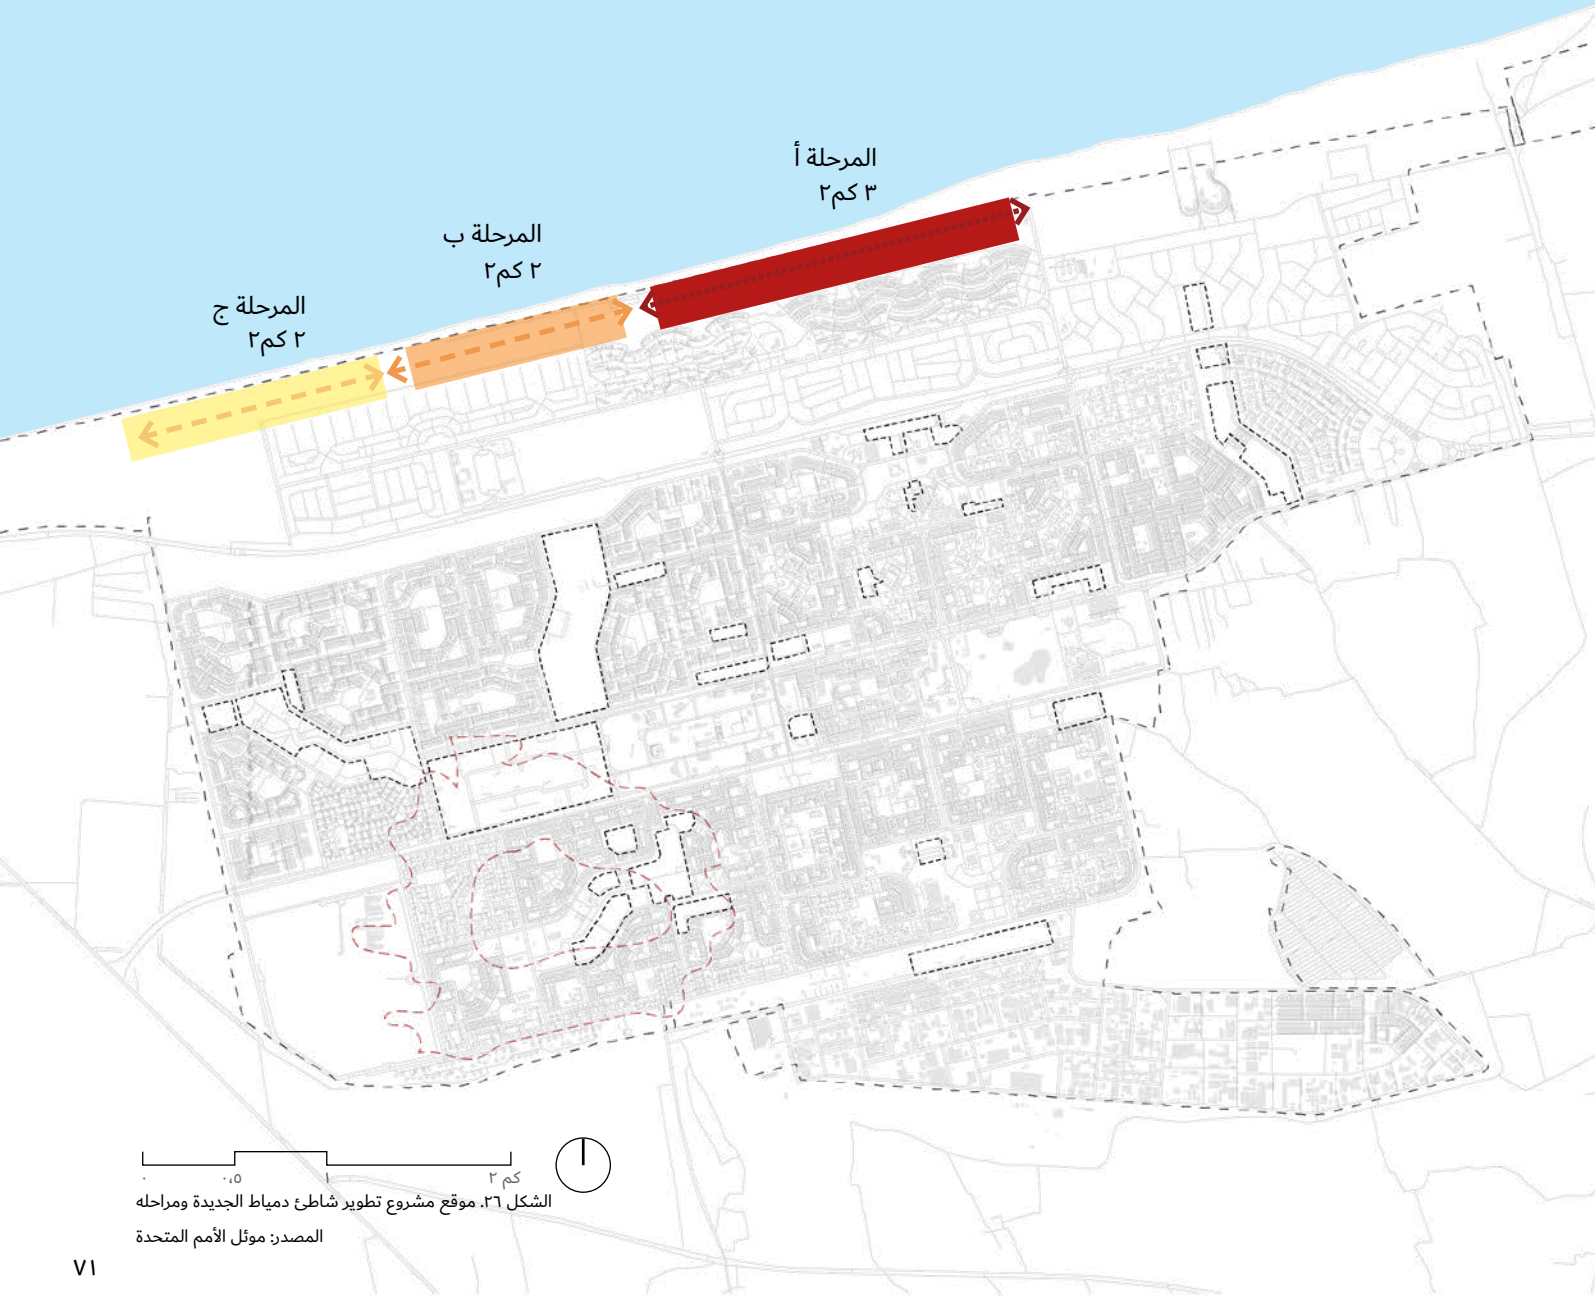 المرحلة أ
٣ كم٢
المرحلة ب
٢ كم٢
المرحلة ج
٢ كم٢
٠
٠،٥
١
٢ كم
الشكل ٢٦. موقع مشروع تطوير شاطئ دمياط الجديدة ومراحله
المصدر: موئل الأمم المتحدة
٧١